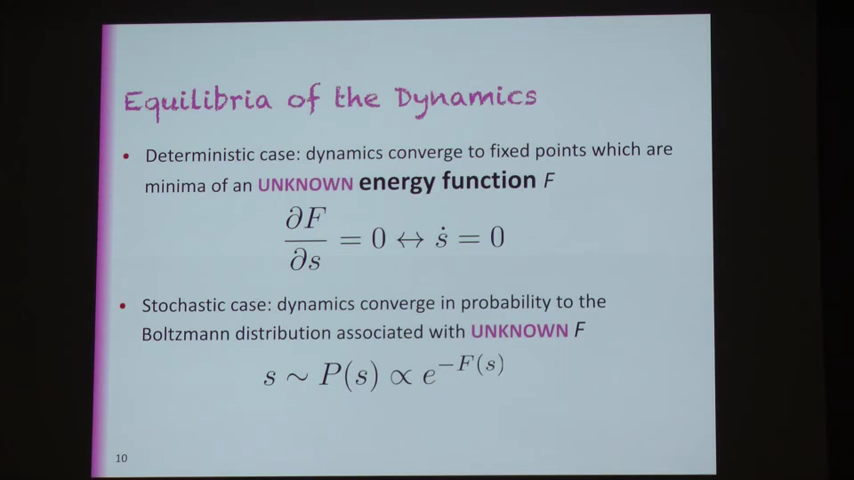 Equilibria of the Dynamics
• Deterministic case: dynamics converge to fixed points which are
minima of an UNKNOWN energy function F
∂F/∂s = 0 ↔ ṡ = 0
• Stochastic case: dynamics converge in probability to the
Boltzmann distribution associated with UNKNOWN F
s ∼ P(s) ∝ e^{−F(s)}
10